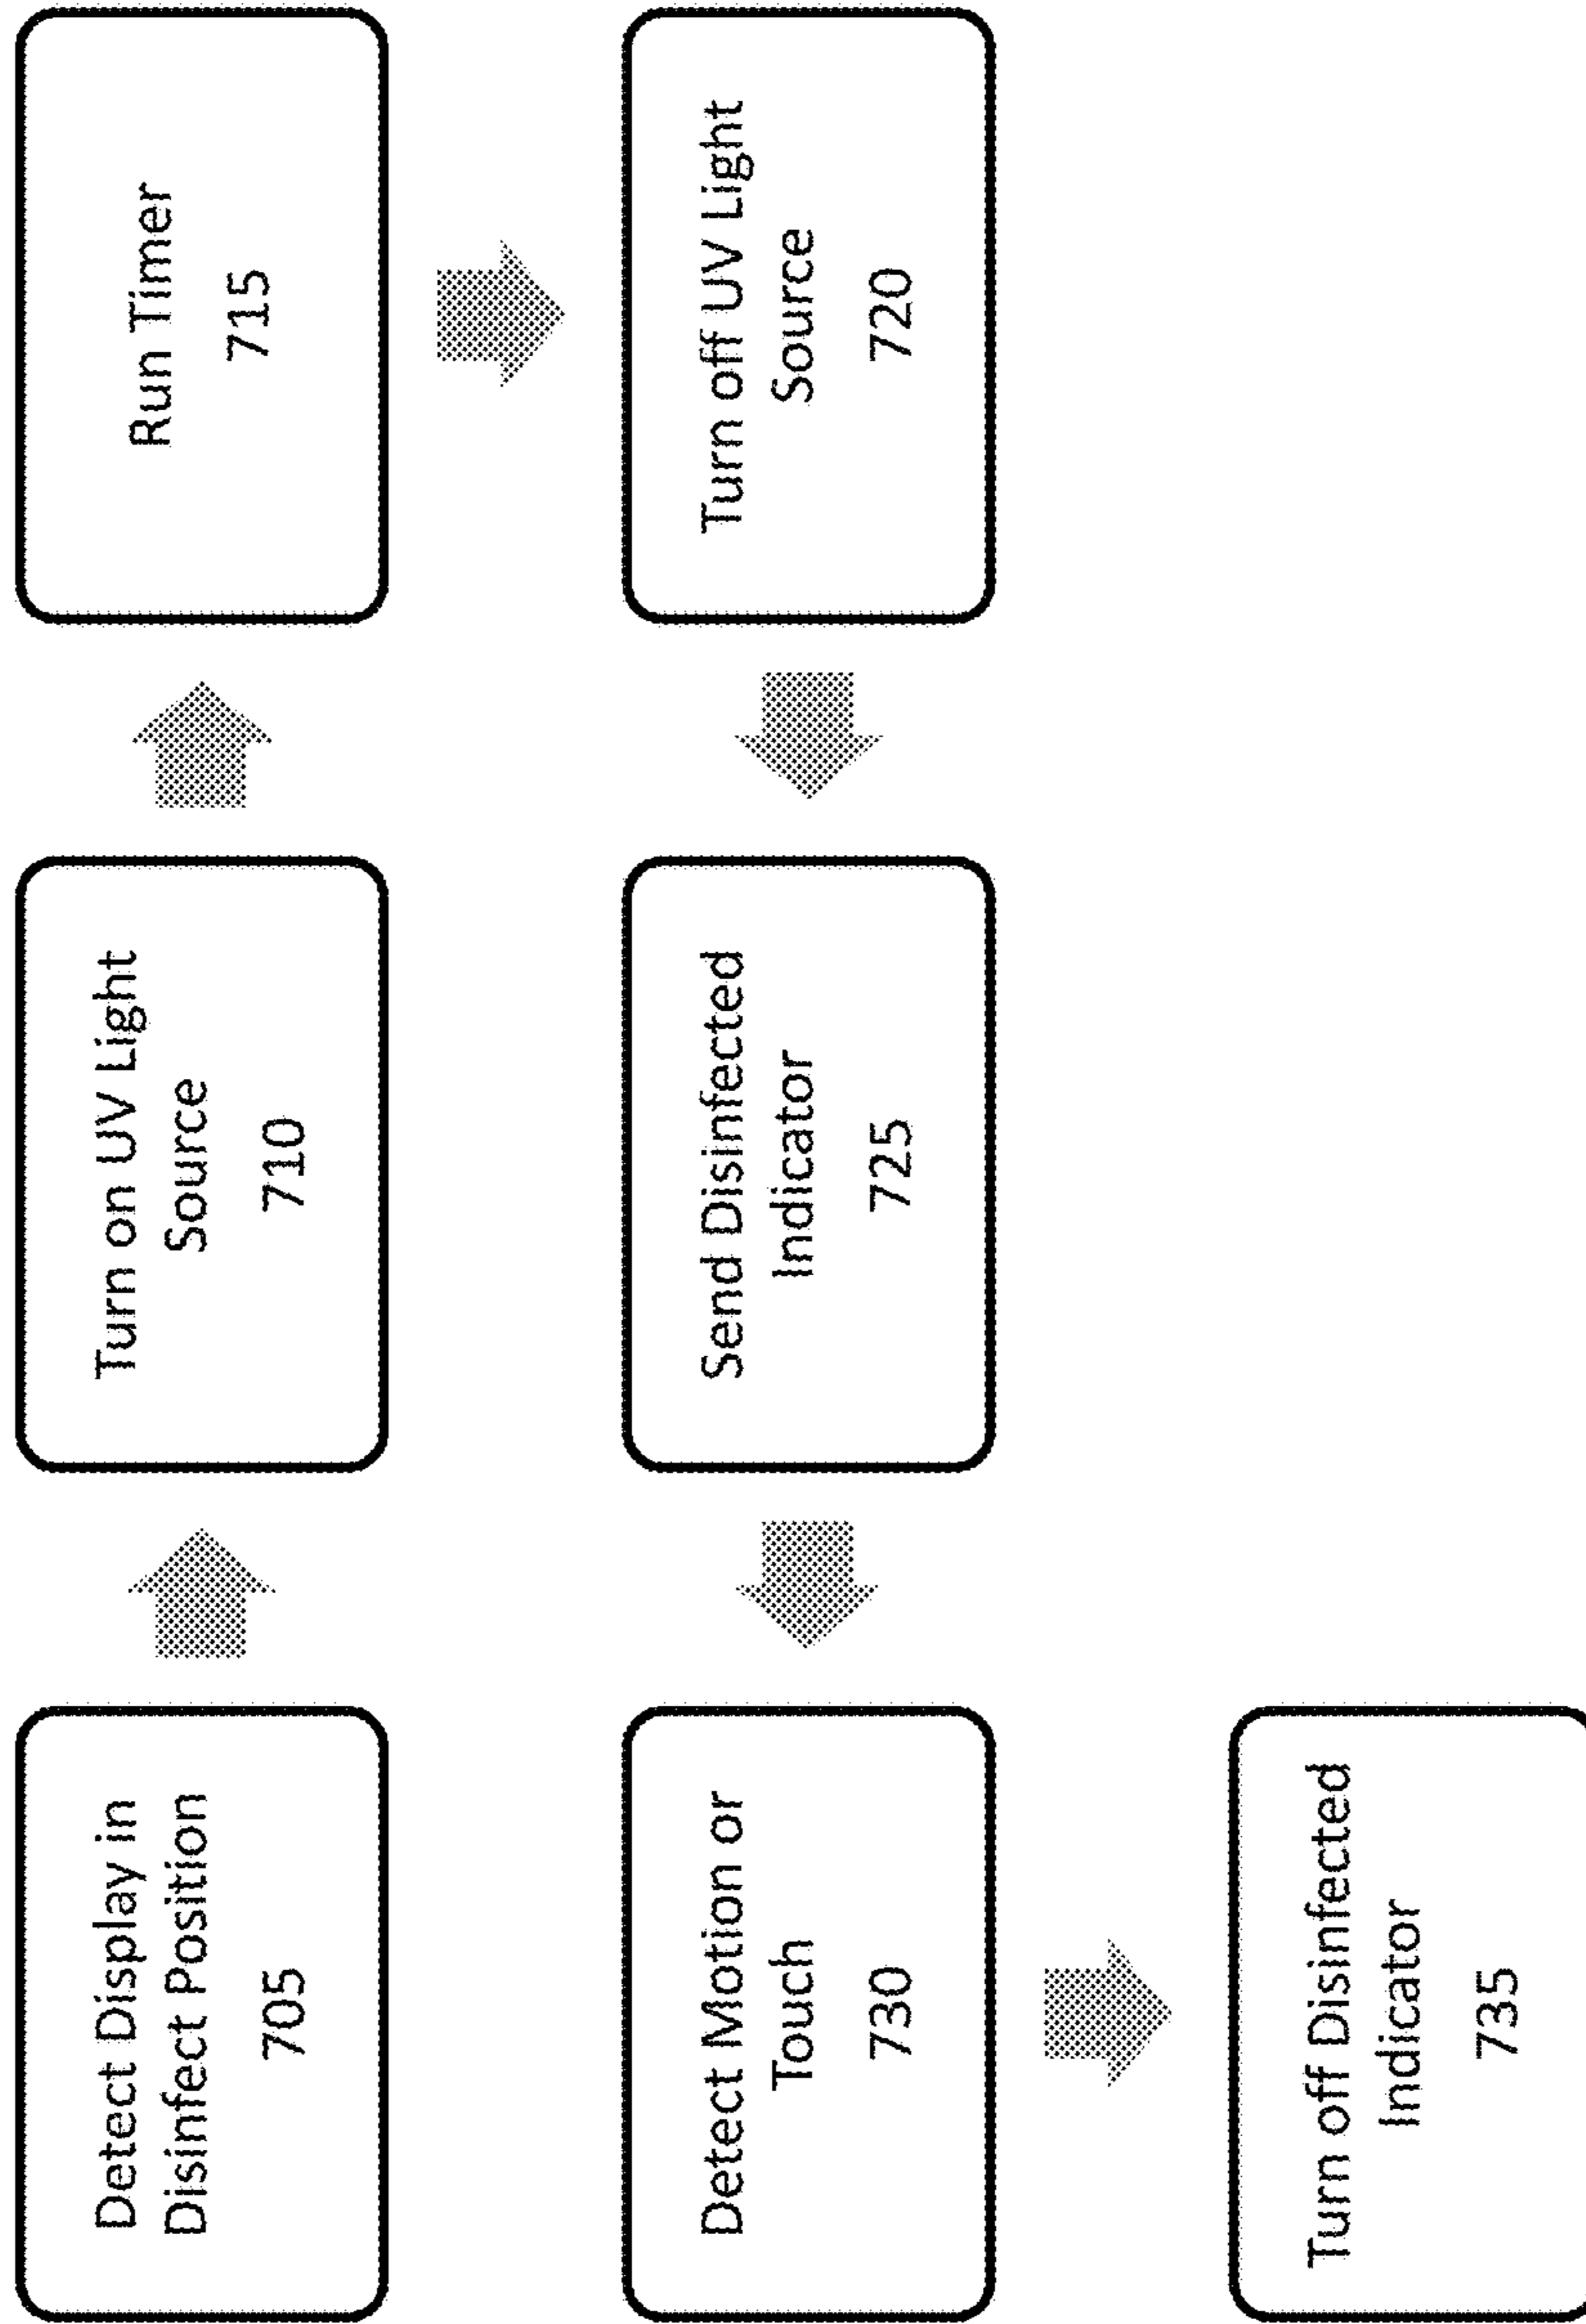 Detect Display in
Disinfect Position
705
Turn on UV Light
Source
710
Run Timer
715
Turn off UV Light
Source
720
Send Disinfected
Indicator
725
Detect Motion or
Touch
730
Turn off Disinfected
Indicator
735